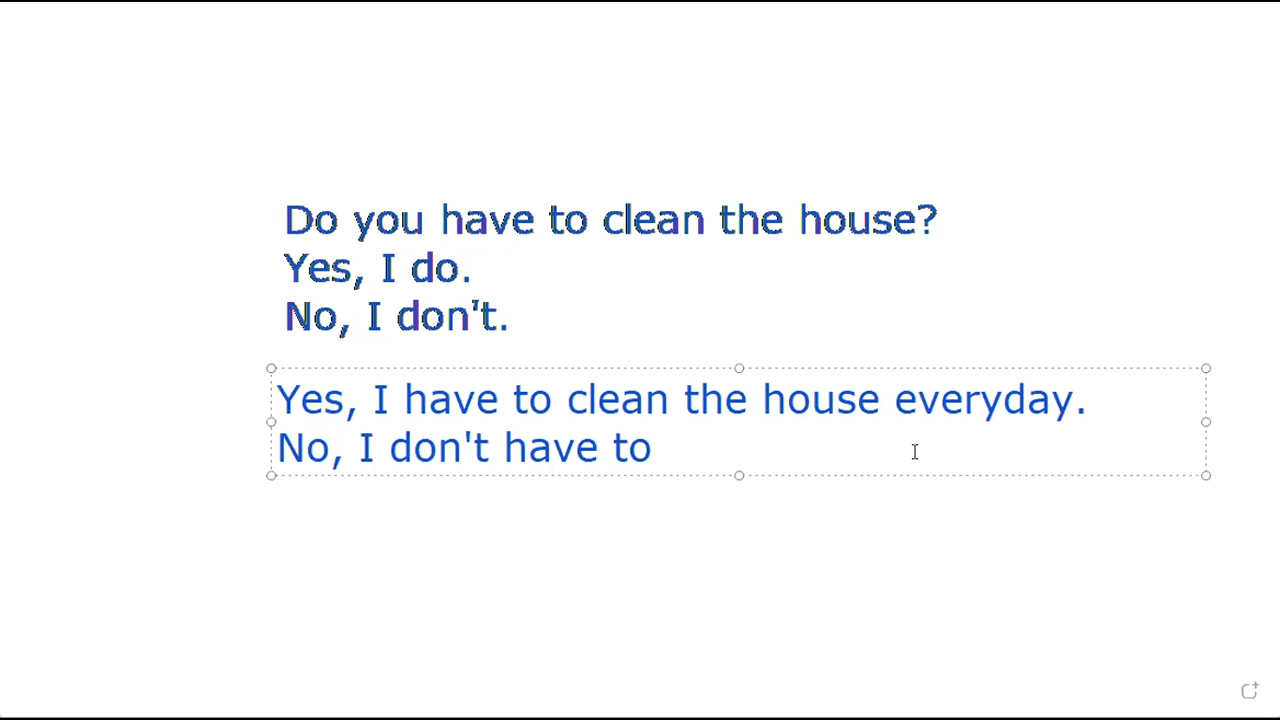 Do you have to clean the house?
Yes, I do.
No, I don't.
Yes, I have to clean the house everyday.
No, I don't have to